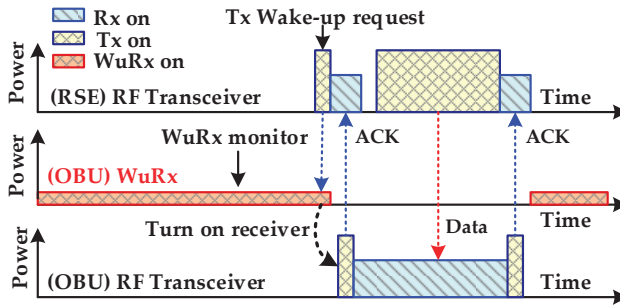 Rx on
Tx on
WuRx on
Tx Wake-up request
Power
(RSE) RF Transceiver
Time
ACK
ACK
WuRx monitor
Power
(OBU) WuRx
Time
Turn on receiver
Data
Power
(OBU) RF Transceiver
Time